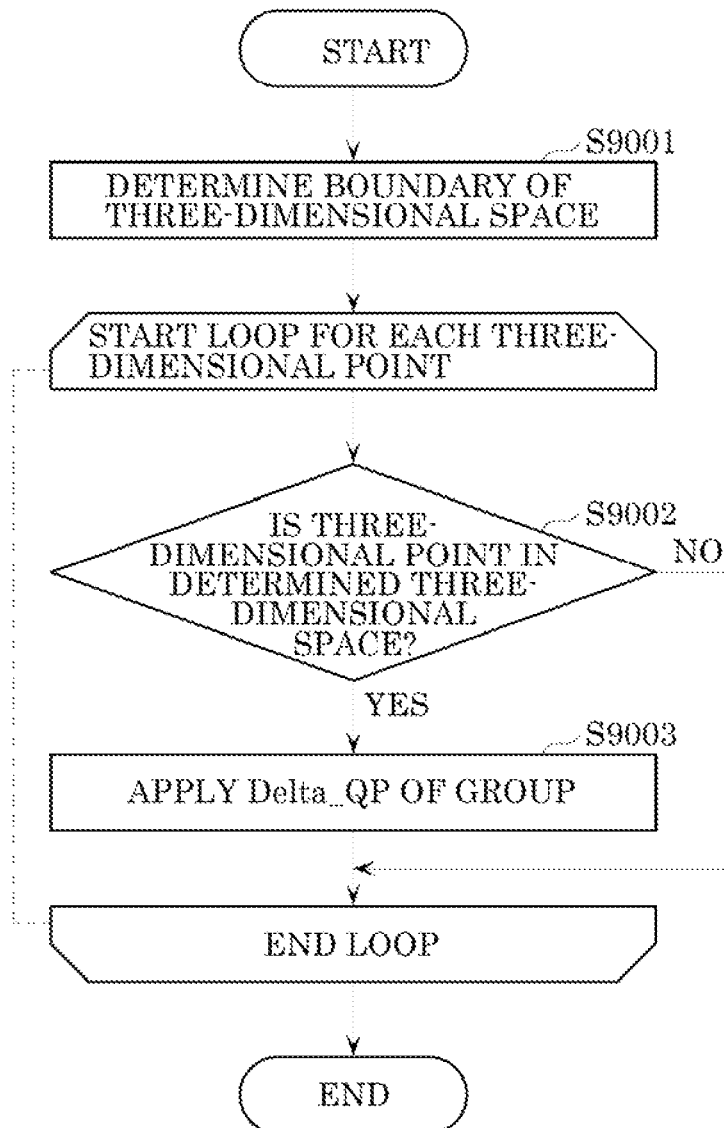 START
S9001
DETERMINE BOUNDARY OF
THREE-DIMENSIONAL SPACE
START LOOP FOR EACH THREE-
DIMENSIONAL POINT
S9002
IS THREE-
DIMENSIONAL POINT IN
DETERMINED THREE-
DIMENSIONAL
SPACE?
NO
YES
S9003
APPLY Delta_QP OF GROUP
END LOOP
END